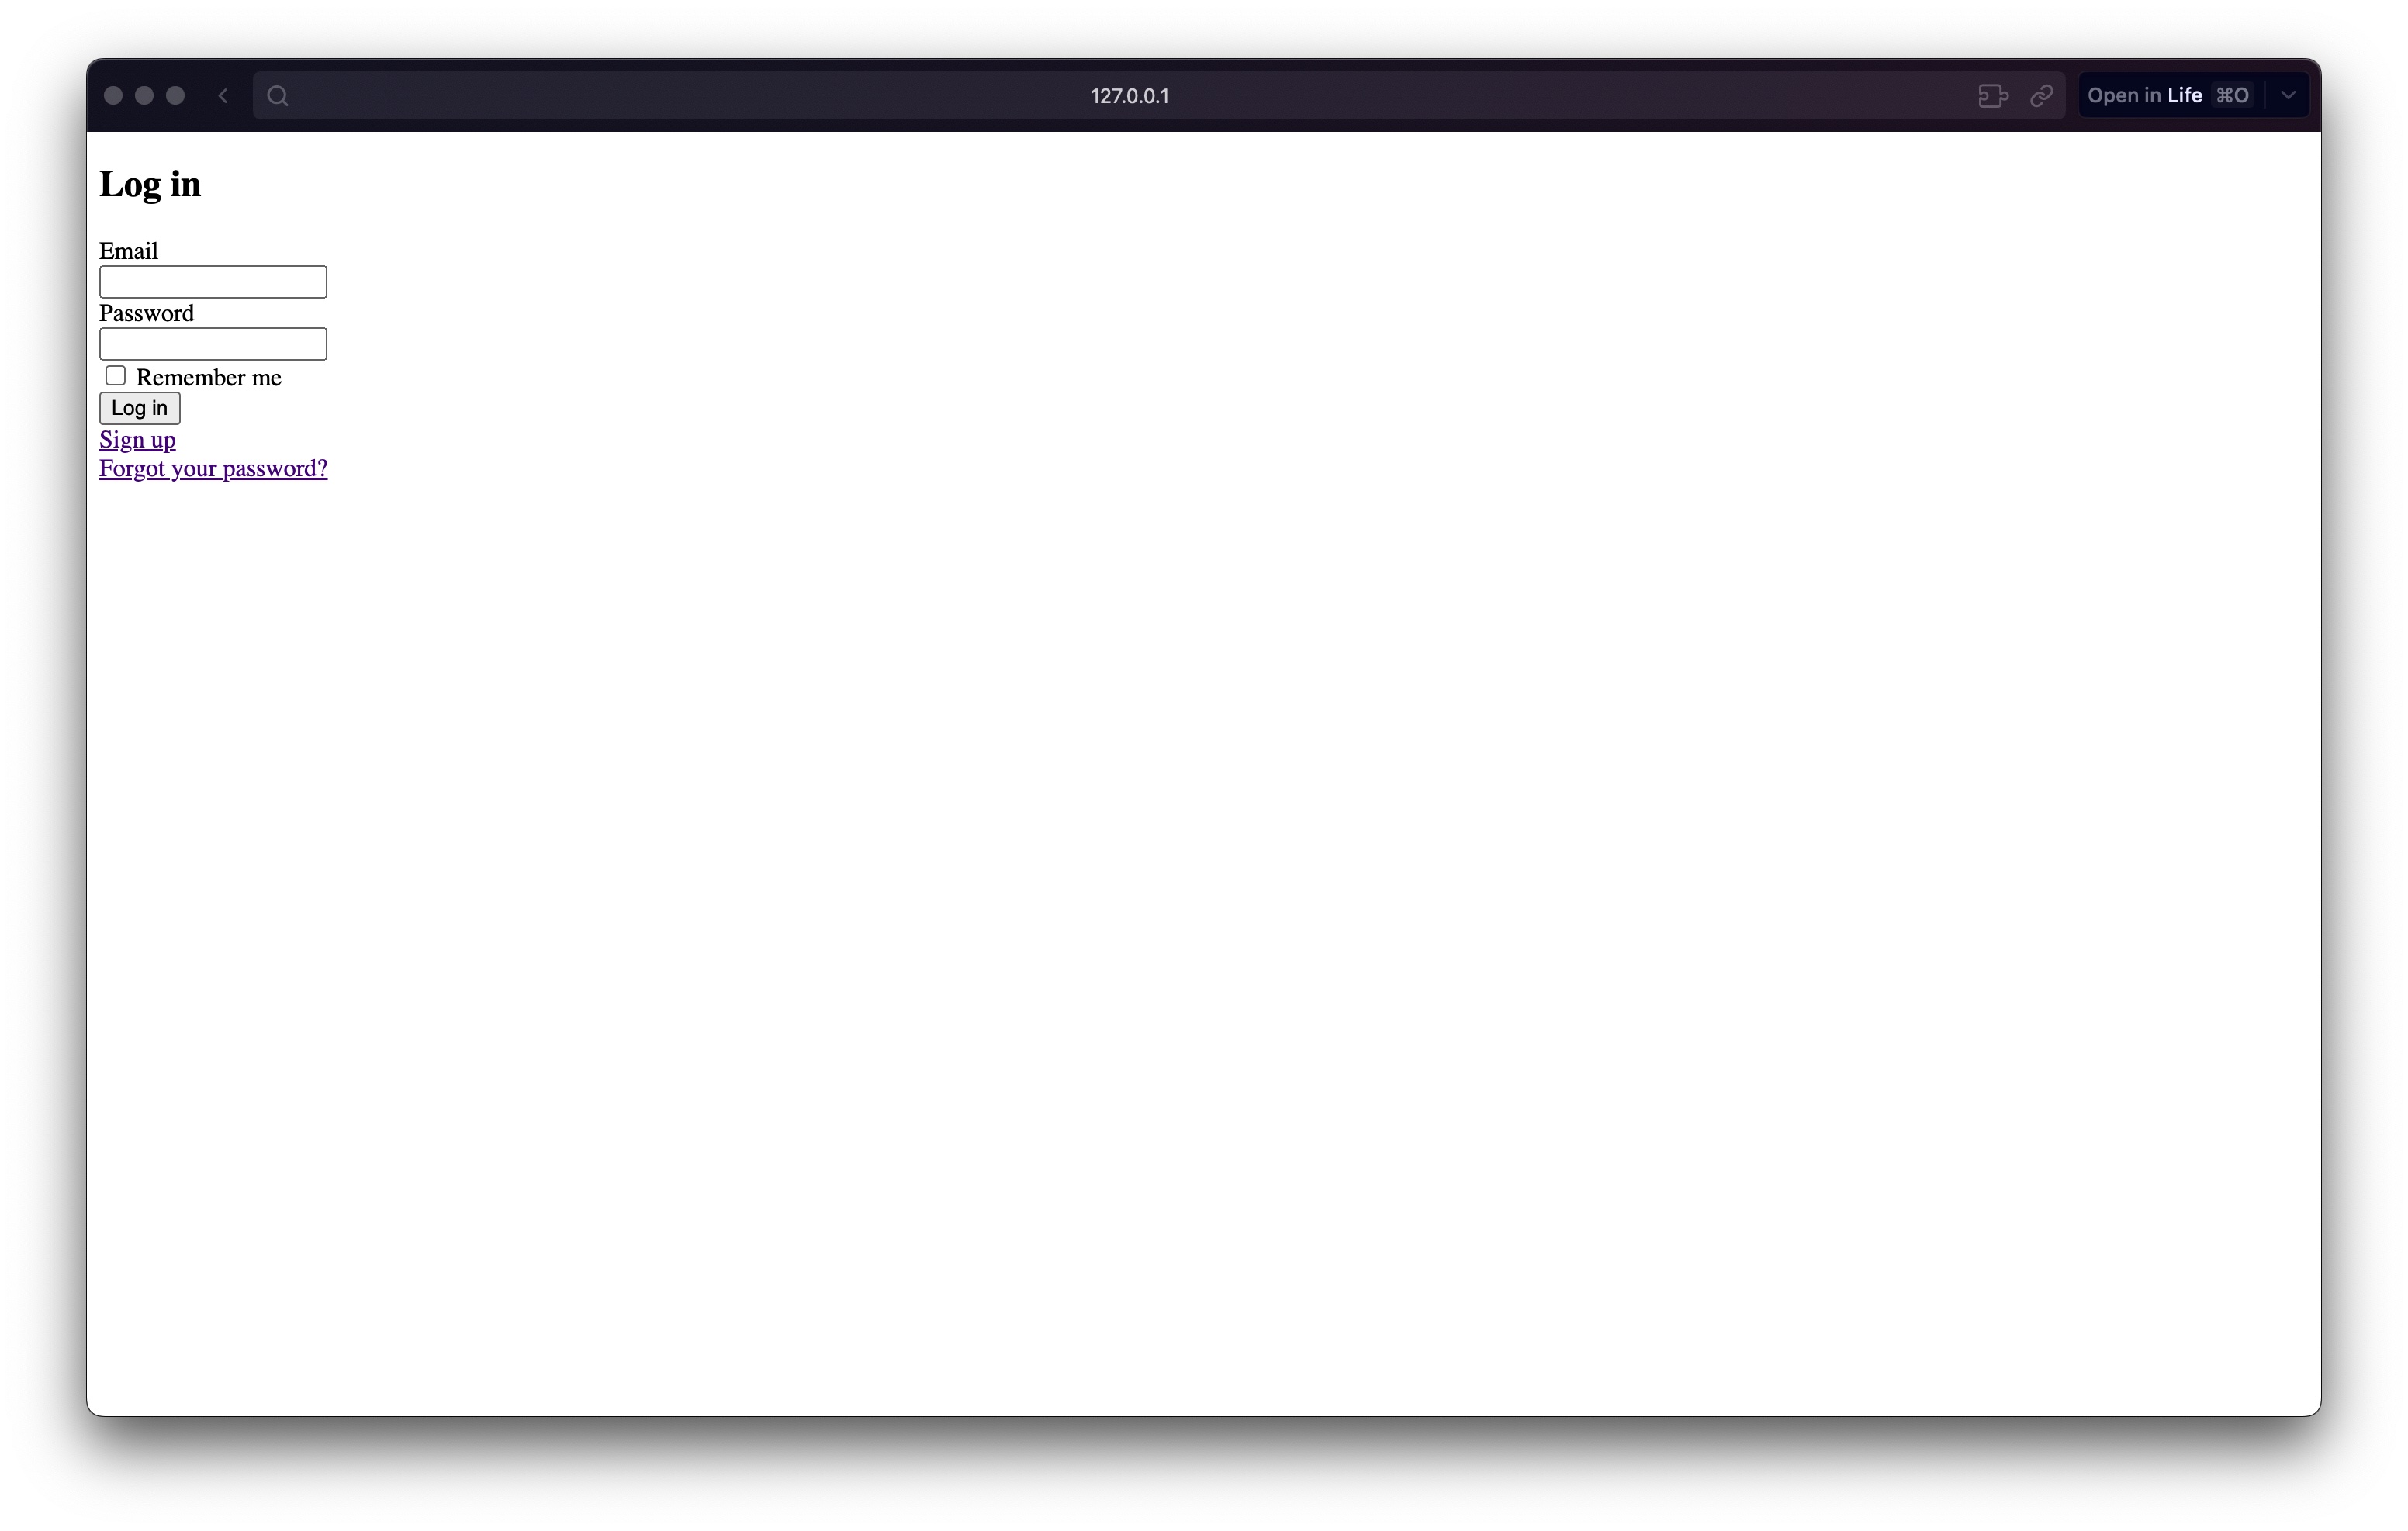 127.0.0.1
Open in Life ⌘O
Log in
Email
Password
Remember me
Log in
Sign up
Forgot your password?